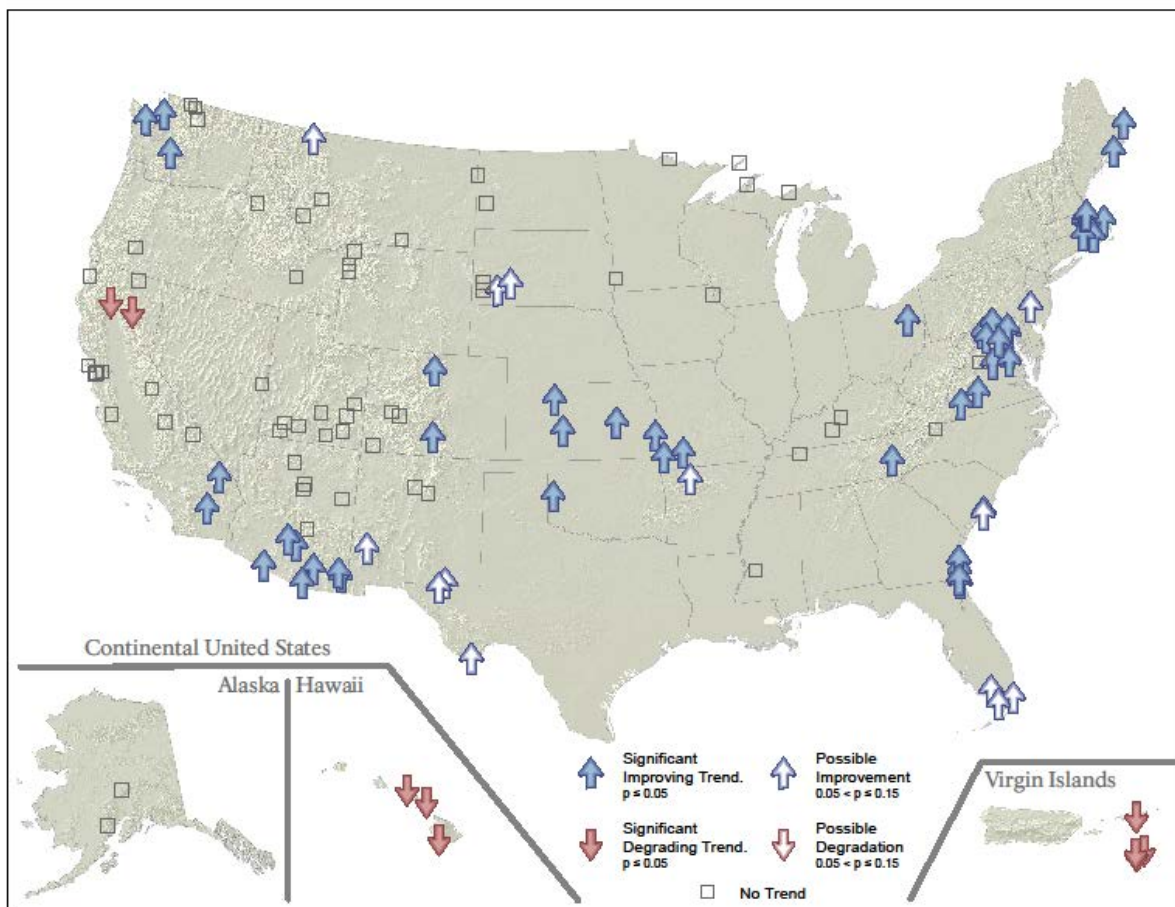 Continental United States
Alaska
Hawaii
Significant
Improving Trend.
p ≤ 0.05
Possible
Improvement
0.05 < p ≤ 0.15
Significant
Degrading Trend.
p ≤ 0.05
Possible
Degradation
0.05 < p ≤ 0.15
No Trend
Virgin Islands